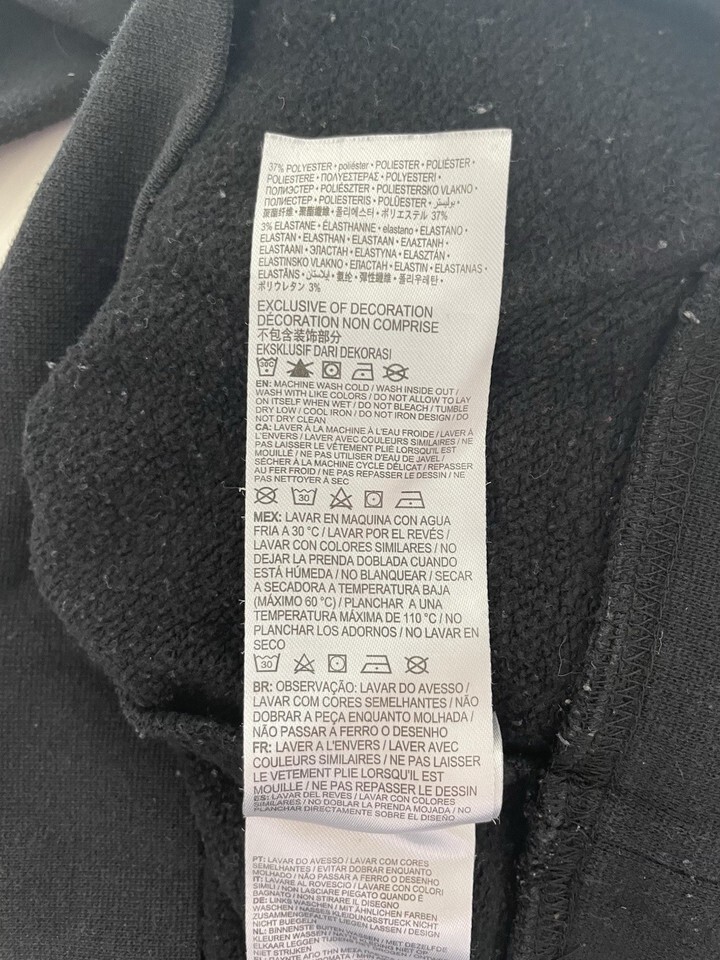 37% POLYESTER • poliéster • POLIESTER • POLIÉSTER •
POLIESTERE • ΠΟΛΥΕΣΤΕΡΑΣ • POLYESTERI •
ПОЛИЭСТЕР • POLIÉSZTER • POLIESTERSKO VLAKNO •
ПОЛИЕСТЕР • POLIESTERIS • POLÜESTER • بوليستر •
聚酯纤维 • 聚酯纖維 • 폴리에스터 • ポリエステル 37%
3% ELASTANE • ÉLASTHANNE • elastano • ELASTANO •
ELASTAN • ELASTHAN • ELASTAAN • ΕΛΑΣΤΑΝΗ •
ELASTAANI • ЭЛАСТАН • ELASTYNA • ELASZTÁN •
ELASTINSKO VLAKNO • ЕЛАСТАН • ELASTIN • ELASTANAS •
ELASTĀNS • إيلاستان • 氨纶 • 彈性纖維 • 폴리우레탄 •
ポリウレタン 3%
EXCLUSIVE OF DECORATION
DÉCORATION NON COMPRISE
不包含装饰部分
EKSKLUSIF DARI DEKORASI
30C
EN: MACHINE WASH COLD / WASH INSIDE OUT /
WASH WITH LIKE COLORS / DO NOT ALLOW TO LAY
ON ITSELF WHEN WET / DO NOT BLEACH / TUMBLE
DRY LOW / COOL IRON / DO NOT IRON DESIGN / DO
NOT DRY CLEAN
CA: LAVER À LA MACHINE À L'EAU FROIDE / LAVER À
L'ENVERS / LAVER AVEC COULEURS SIMILAIRES / NE
PAS LAISSER LE VÊTEMENT PLIÉ LORSQU'IL EST
MOUILLÉ / NE PAS UTILISER D'EAU DE JAVEL /
SÉCHER À LA MACHINE CYCLE DÉLICAT / REPASSER
AU FER FROID / NE PAS REPASSER LE DESSIN / NE
PAS NETTOYER À SEC
30
MEX: LAVAR EN MAQUINA CON AGUA
FRIA A 30 °C / LAVAR POR EL REVÉS /
LAVAR CON COLORES SIMILARES / NO
DEJAR LA PRENDA DOBLADA CUANDO
ESTÁ HÚMEDA / NO BLANQUEAR / SECAR
A SECADORA A TEMPERATURA BAJA
(MÁXIMO 60 °C) / PLANCHAR A UNA
TEMPERATURA MÁXIMA DE 110 °C / NO
PLANCHAR LOS ADORNOS / NO LAVAR EN
SECO
30
BR: OBSERVAÇÃO: LAVAR DO AVESSO /
LAVAR COM CORES SEMELHANTES / NÃO
DOBRAR A PEÇA ENQUANTO MOLHADA /
NÃO PASSAR A FERRO O DESENHO
FR: LAVER A L'ENVERS / LAVER AVEC
COULEURS SIMILAIRES / NE PAS LAISSER
LE VETEMENT PLIE LORSQU'IL EST
MOUILLE / NE PAS REPASSER LE DESSIN
ES: LAVAR DEL REVES / LAVAR CON COLORES
SIMILARES / NO DOBLAR LA PRENDA MOJADA / NO
PLANCHAR DIRECTAMENTE SOBRE EL DISEÑO
PT: LAVAR DO AVESSO / LAVAR COM CORES
SEMELHANTES / EVITAR DOBRAR ENQUANTO
MOLHADO / NÃO PASSAR A FERRO O DESENHO
IT: LAVARE AL ROVESCIO / LAVARE CON COLORI
SIMILI / NON LASCIARE PIEGATO QUANDO È
BAGNATO / NON STIRARE IL DISEGNO
DE: LINKS WASCHEN / MIT ÄHNLICHEN FARBEN
WASCHEN / NASSES KLEIDUNGSSTUECK NICHT
ZUSAMMENGEFALTET LIEGEN LASSEN / DESIGN
NICHT BUEGELN
NL: BINNENSTE BUITEN WASSEN / MET DEZELFDE
KLEUREN WASSEN / NIET OP
ELKAAR LEGGEN TIJDENS
NIET STRIJKEN